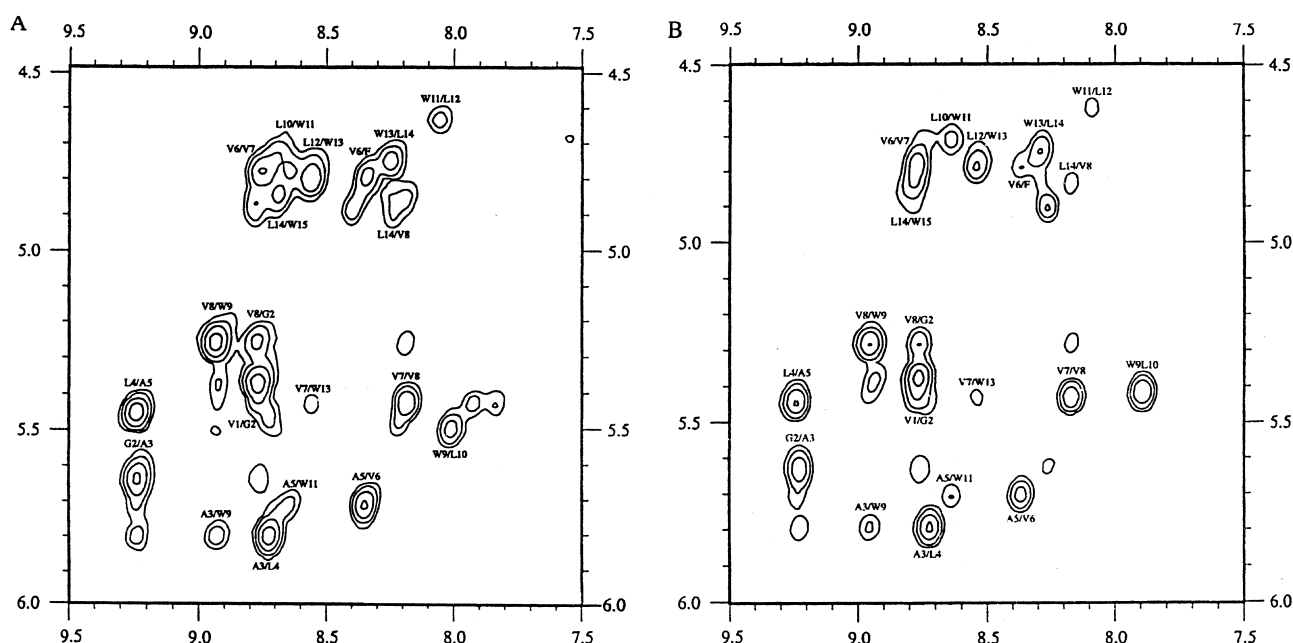 A
9.5 9.0 8.5 8.0 7.5
4.5 4.5
W11/L12
L10/W11
L12/W13
W13/L14
V6/V7
V6/F
L14/W15
L14/V8
5.0 5.0
V8/W9
V8/G2
L4/A5
V7/W13
V7/V8
V1/G2
5.5 5.5
G2/A3
W9/L10
A5/W11
A5/V6
A3/W9
A3/L4
6.0 6.0
9.5 9.0 8.5 8.0 7.5
B
9.5 9.0 8.5 8.0 7.5
4.5 4.5
W11/L12
L10/W11
W13/L14
V6/V7
L12/W13
L14/V8
V6/F
L14/W15
5.0 5.0
V8/W9
V8/G2
L4/A5
V7/W13
V7/V8
W9L10
V1/G2
5.5 5.5
G2/A3
A5/W11
A3/W9
A5/V6
A3/L4
6.0 6.0
9.5 9.0 8.5 8.0 7.5